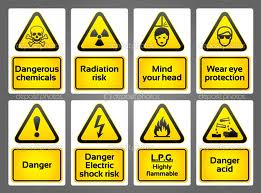 Dangerous
chemicals
Radiation
risk
Mind
your head
Wear eye
protection
Danger
Danger
Electric
shock risk
L.P.G.
Highly
flammable
Danger
acid